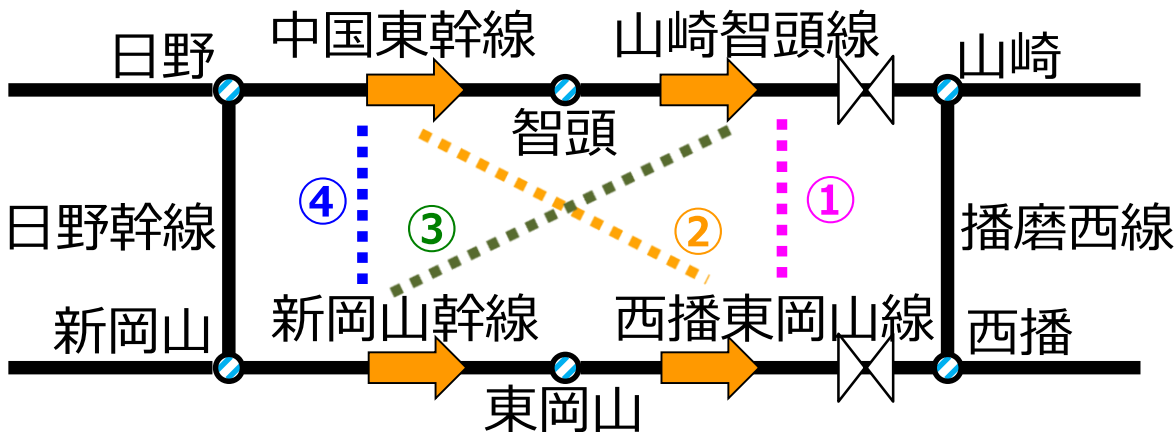 中国東幹線
山崎智頭線
日野
山崎
智頭
④
③
②
①
日野幹線
播磨西線
新岡山
新岡山幹線
西播東岡山線
西播
東岡山